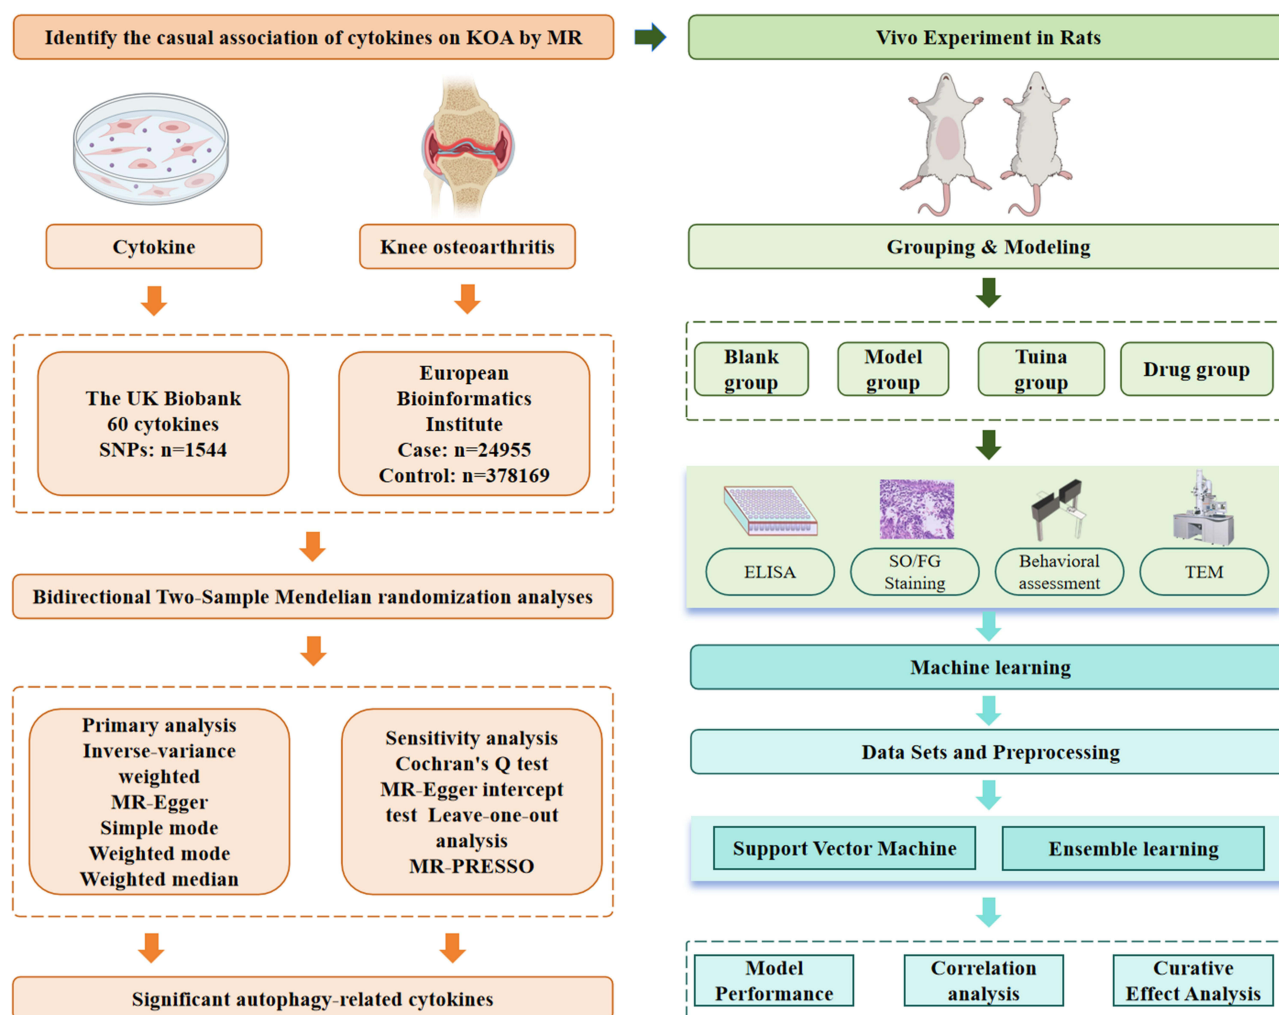 Identify the casual association of cytokines on KOA by MR
Cytokine
Knee osteoarthritis
The UK Biobank
60 cytokines
SNPs: n=1544
European
Bioinformatics
Institute
Case: n=24955
Control: n=378169
Bidirectional Two-Sample Mendelian randomization analyses
Primary analysis
Inverse-variance
weighted
MR-Egger
Simple mode
Weighted mode
Weighted median
Sensitivity analysis
Cochran's Q test
MR-Egger intercept
test Leave-one-out
analysis
MR-PRESSO
Significant autophagy-related cytokines
Vivo Experiment in Rats
Grouping & Modeling
Blank
group
Model
group
Tuina
group
Drug group
ELISA
SO/FG
Staining
Behavioral
assessment
TEM
Machine learning
Data Sets and Preprocessing
Support Vector Machine
Ensemble learning
Model
Performance
Correlation
analysis
Curative
Effect Analysis